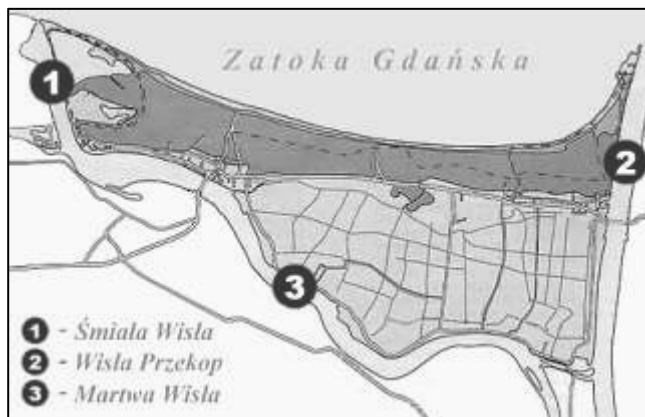 Zatoka Gdańska
1
2
3
1 - Śmiała Wisła
2 - Wisła Przekop
3 - Martwa Wisła